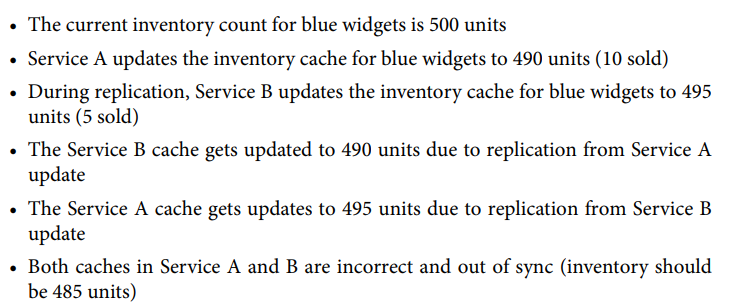 • The current inventory count for blue widgets is 500 units
• Service A updates the inventory cache for blue widgets to 490 units (10 sold)
• During replication, Service B updates the inventory cache for blue widgets to 495
units (5 sold)
• The Service B cache gets updated to 490 units due to replication from Service A
update
• The Service A cache gets updates to 495 units due to replication from Service B
update
• Both caches in Service A and B are incorrect and out of sync (inventory should
be 485 units)